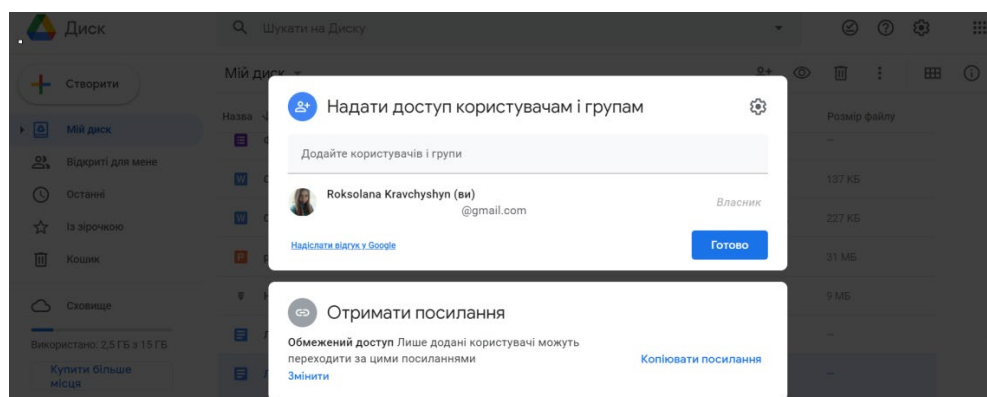 Диск
Шукати на Диску
Створити
Мій диск
Назва
Розмір файлу
Мій диск
Відкриті для мене
137 КБ
Останні
Із зірочкою
227 КБ
Кошик
31 МБ
9 МБ
Сховище
Використано: 2,5 ГБ з 15 ГБ
Купити більше
місця
Надати доступ користувачам і групам
Додайте користувачів і групи
Roksolana Kravchyshyn (ви)
@gmail.com
Власник
Надіслати відгук у Google
Готово
Отримати посилання
Обмежений доступ Лише додані користувачі можуть
переходити за цими посиланнями
Копіювати посилання
Змінити